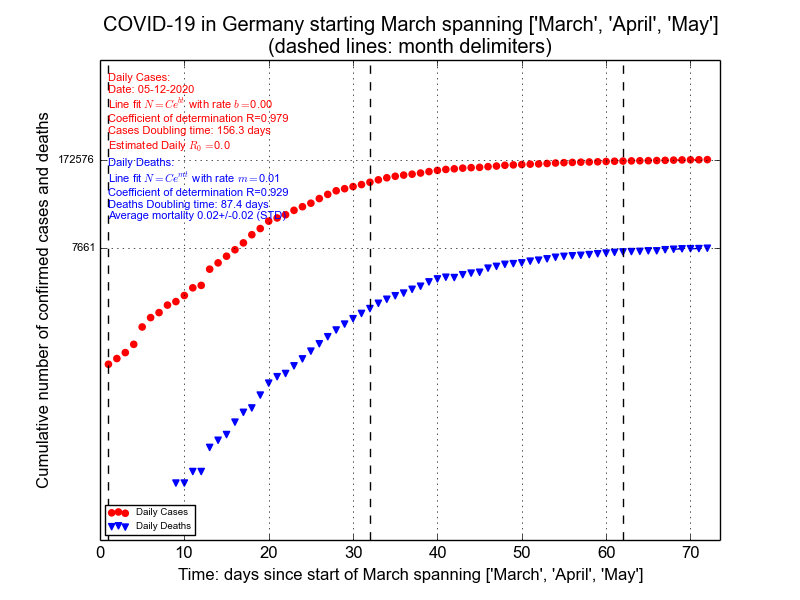 COVID-19 in Germany starting March spanning ['March', 'April', 'May']
(dashed lines: month delimiters)
Daily Cases:
Date: 05-12-2020
Line fit N=Ce^{bt} with rate b=0.00
Coefficient of determination R=0.979
Cases Doubling time: 156.3 days
Estimated Daily R_0=0.0
Daily Deaths:
Line fit N=Ce^{mt} with rate m=0.01
Coefficient of determination R=0.929
Deaths Doubling time: 87.4 days
Average mortality 0.02+/-0.02 (STD)
172576
7661
Cumulative number of confirmed cases and deaths
Daily Cases
Daily Deaths
0 10 20 30 40 50 60 70
Time: days since start of March spanning ['March', 'April', 'May']